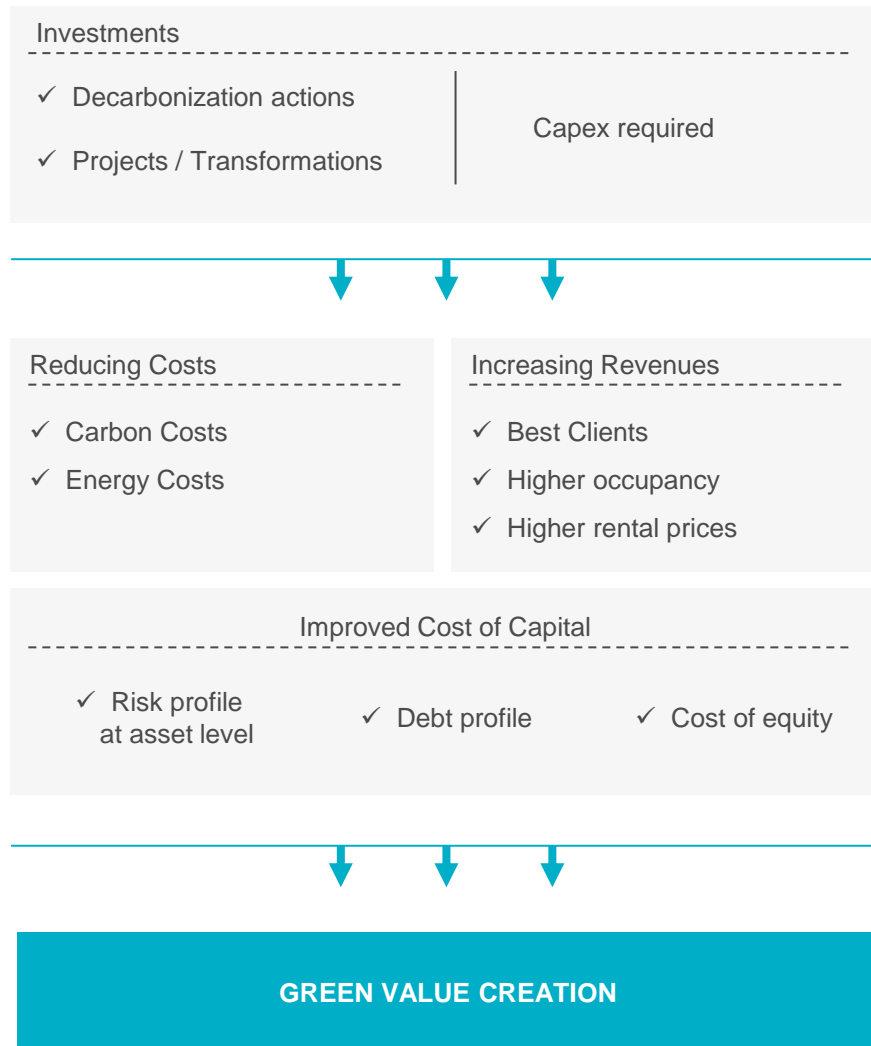 Investments
✓ Decarbonization actions
✓ Projects / Transformations
Capex required
Reducing Costs
✓ Carbon Costs
✓ Energy Costs
Increasing Revenues
✓ Best Clients
✓ Higher occupancy
✓ Higher rental prices
Improved Cost of Capital
✓ Risk profile
at asset level
✓ Debt profile
✓ Cost of equity
GREEN VALUE CREATION